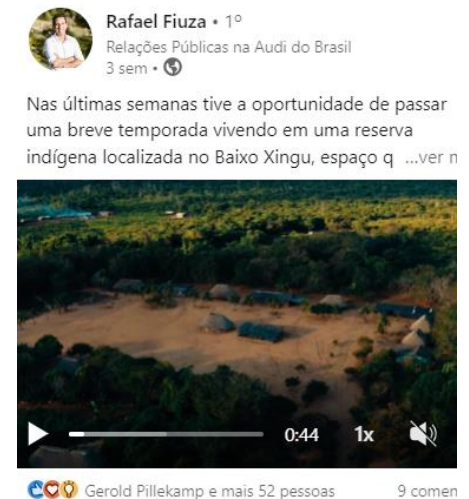 Rafael Fiuza • 1º
Relações Públicas na Audi do Brasil
3 sem •
Nas últimas semanas tive a oportunidade de passar
uma breve temporada vivendo em uma reserva
indígena localizada no Baixo Xingu, espaço q ...ver
0:44 1x
Gerold Pillekamp e mais 52 pessoas 9 comen